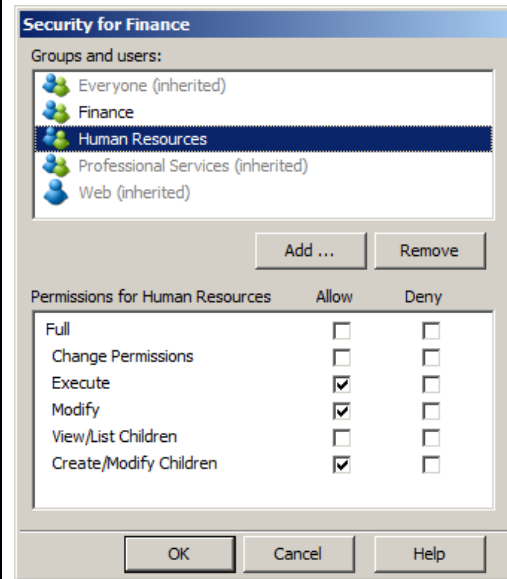 Security for Finance
Groups and users:
Everyone (inherited)
Finance
Human Resources
Professional Services (inherited)
Web (inherited)
Add ... Remove
Permissions for Human Resources Allow Deny
Full
Change Permissions
Execute
Modify
View/List Children
Create/Modify Children
OK Cancel Help